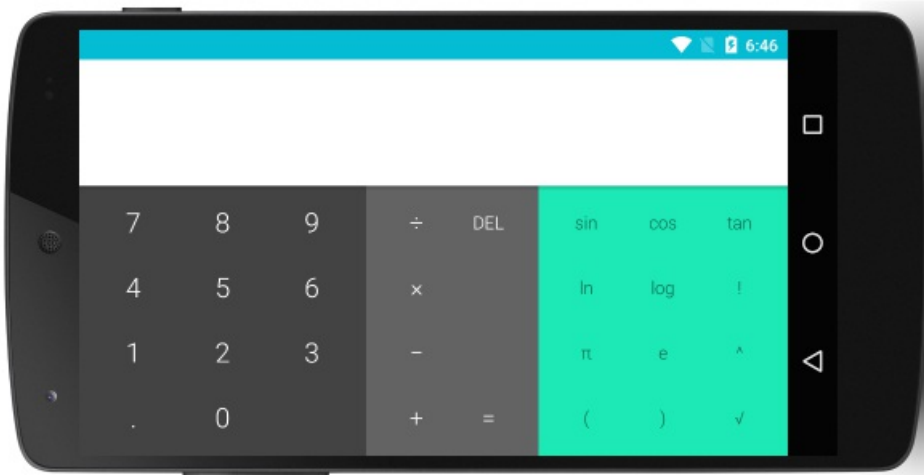 6:46
7 8 9 ÷ DEL sin cos tan
4 5 6 × ln log !
1 2 3 − π e ^
. 0 + = ( ) √